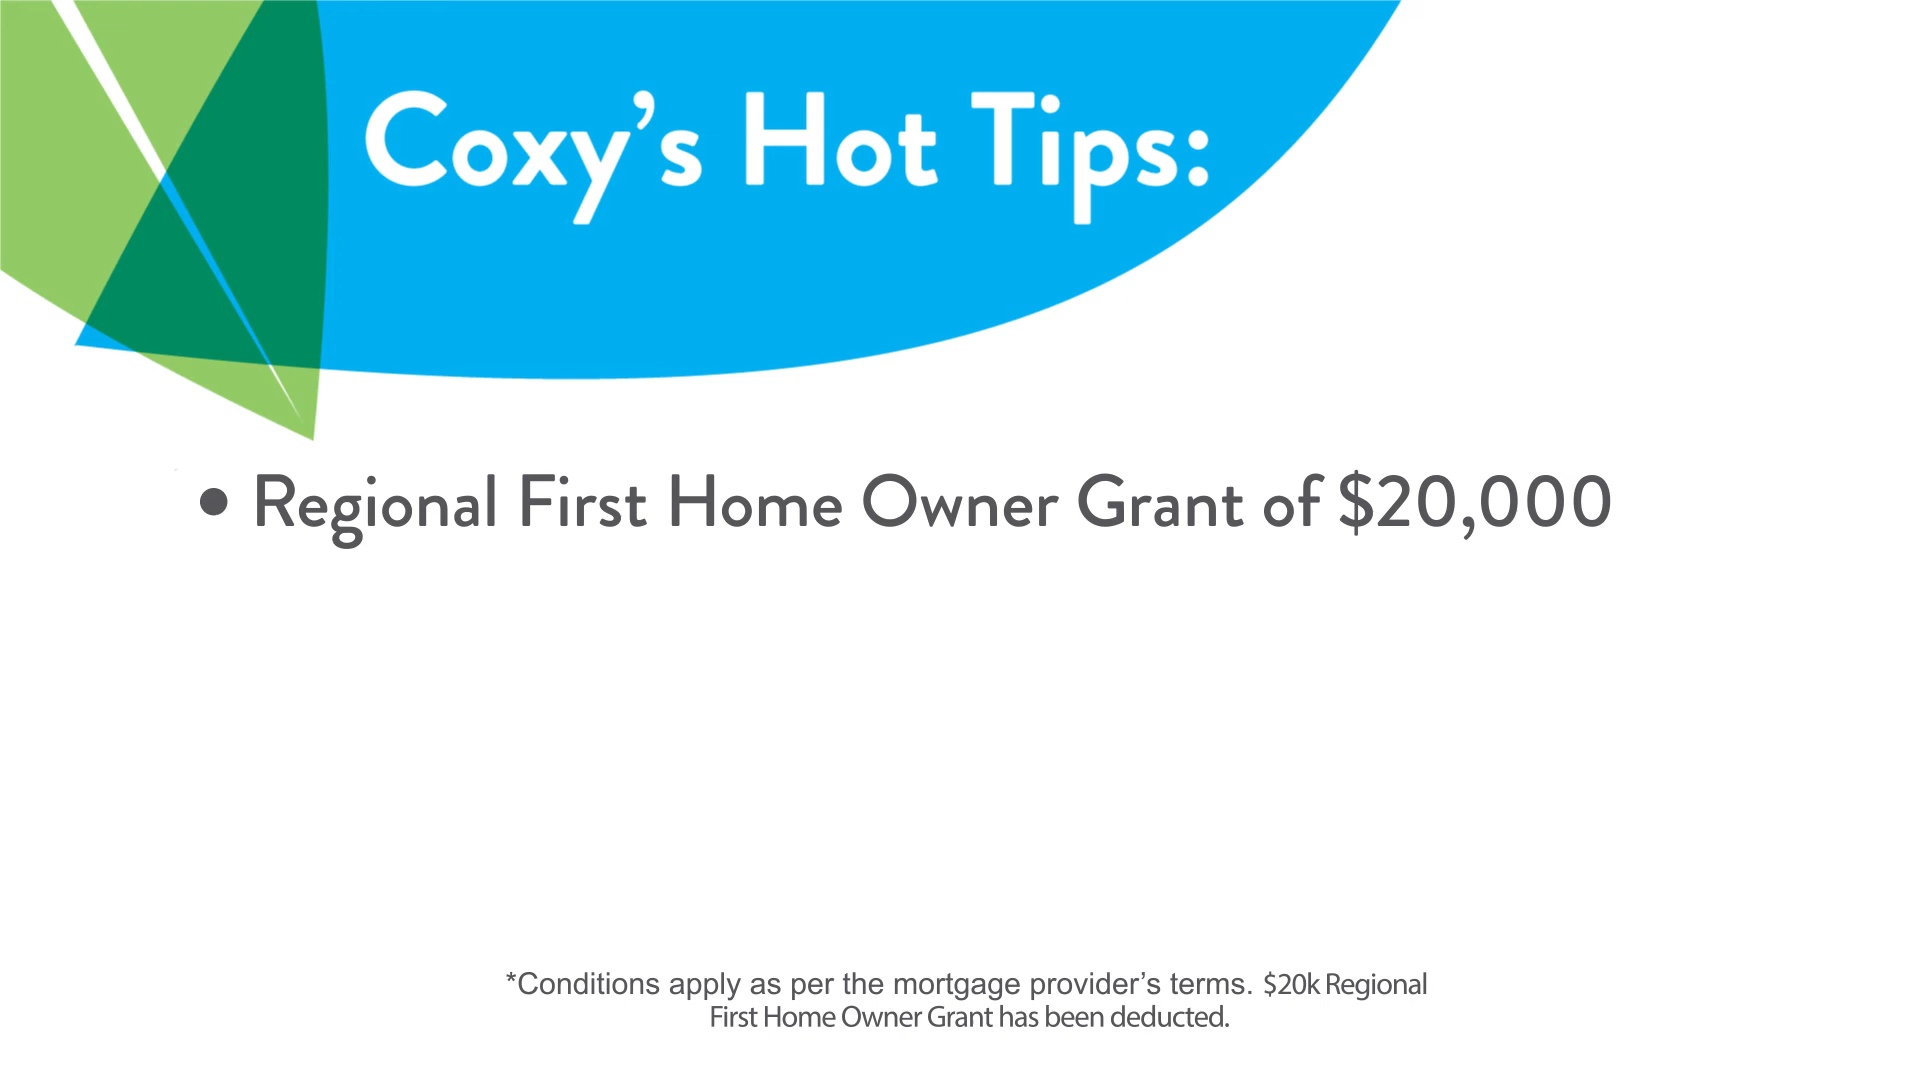 Coxy’s Hot Tips:
• Regional First Home Owner Grant of $20,000
*Conditions apply as per the mortgage provider’s terms. $20k Regional
First Home Owner Grant has been deducted.